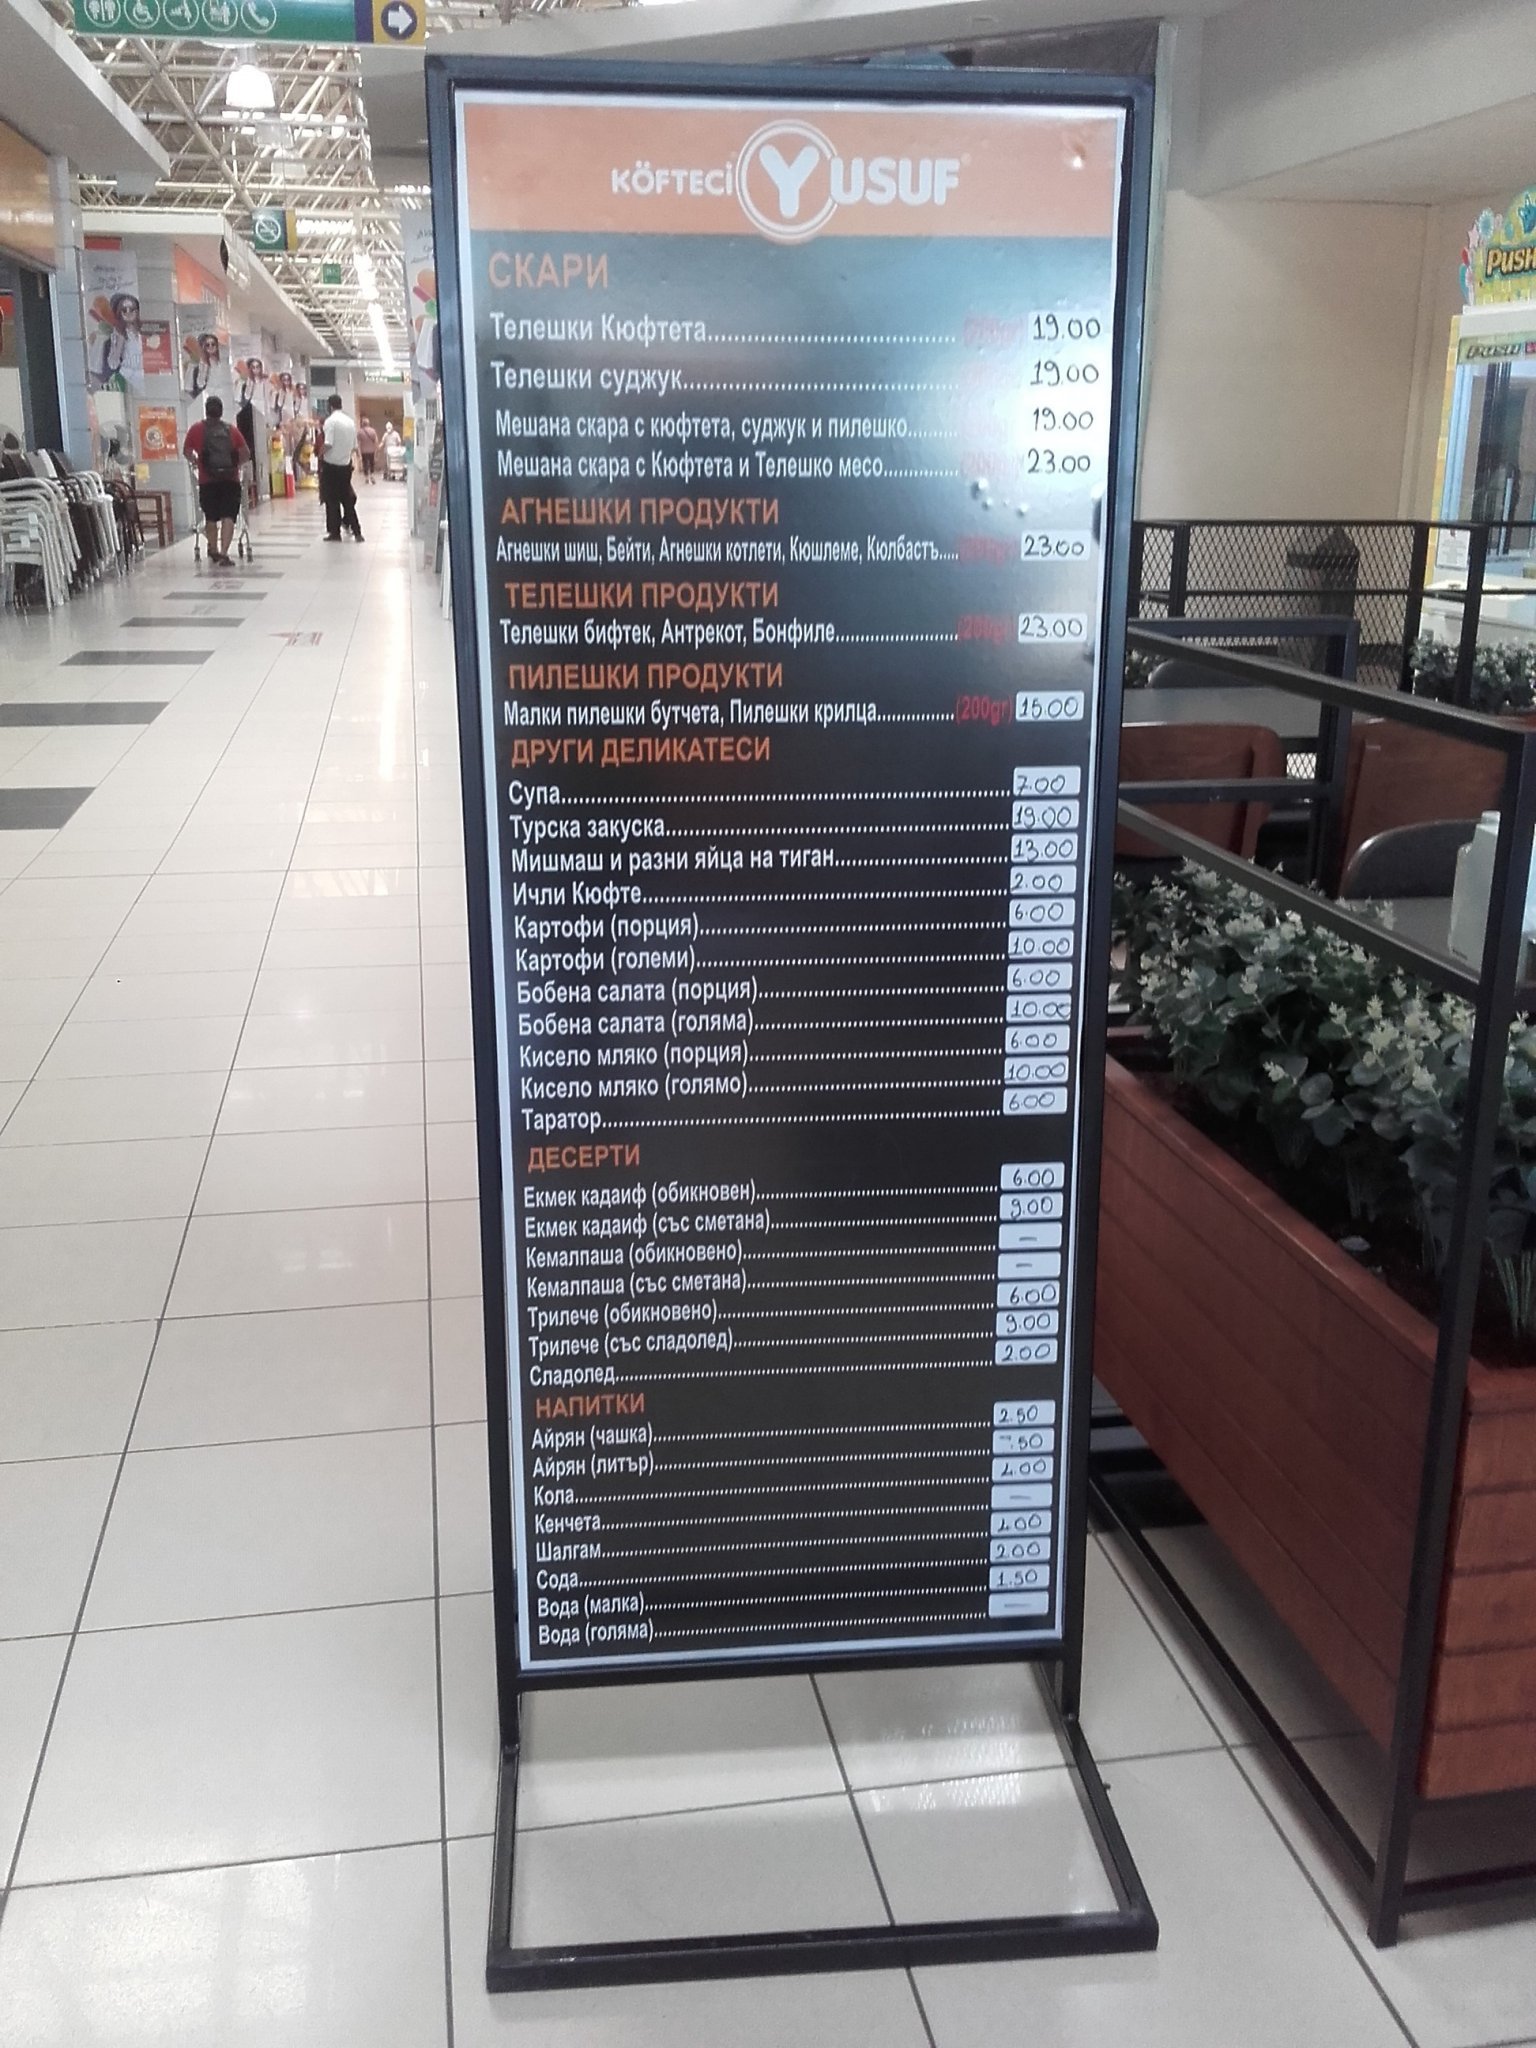 KÖFTECİ YUSUF
СКАРИ
Телешки Кюфтета 19.00
Телешки суджук 19.00
Мешана скара с кюфтета, суджук и пилешко 19.00
Мешана скара с Кюфтета и Телешко месо 23.00
АГНЕШКИ ПРОДУКТИ
Агнешки шиш, Бейти, Агнешки котлети, Кюшлеме, Кюлбастъ 23.00
ТЕЛЕШКИ ПРОДУКТИ
Телешки бифтек, Антрекот, Бонфиле (200gr) 23.00
ПИЛЕШКИ ПРОДУКТИ
Малки пилешки бутчета, Пилешки крилца (200gr) 15.00
ДРУГИ ДЕЛИКАТЕСИ
Супа 7.00
Турска закуска 19.00
Мишмаш и разни яйца на тиган 13.00
Ичли Кюфте 2.00
Картофи (порция) 6.00
Картофи (големи) 10.00
Бобена салата (порция) 6.00
Бобена салата (голяма) 10.00
Кисело мляко (порция) 6.00
Кисело мляко (голямо) 10.00
Таратор 6.00
ДЕСЕРТИ
Екмек кадаиф (обикновен) 6.00
Екмек кадаиф (със сметана) 9.00
Кемалпаша (обикновено) —
Кемалпаша (със сметана) —
Трилече (обикновено) 6.00
Трилече (със сладолед) 9.00
Сладолед 2.00
НАПИТКИ
Айрян (чашка) 2.50
Айрян (литър)
Кола
Кенчета —
Шалгам
Сода 2.00
Вода (малка) 1.50
Вода (голяма) —
PUSH